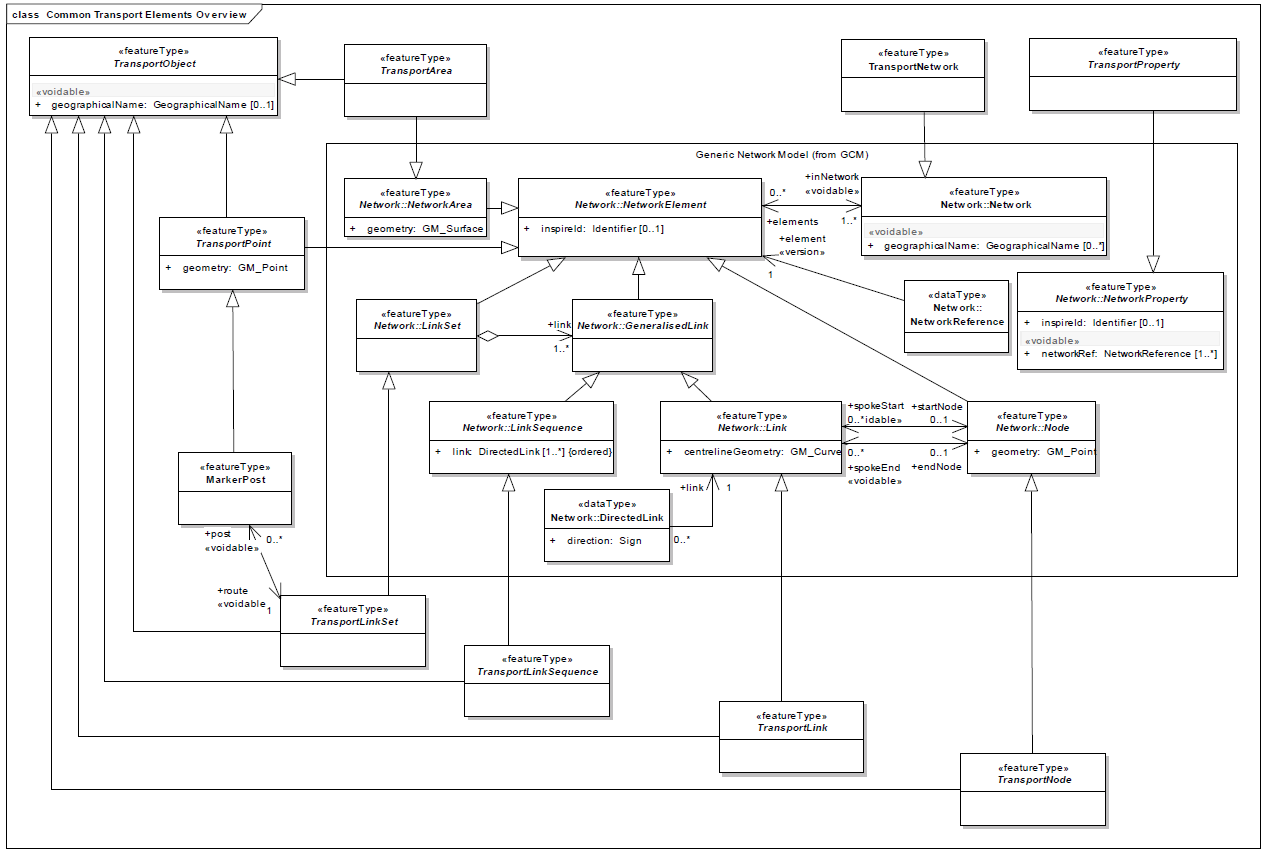 class Common Transport Elements Overview
«featureType»
TransportObject
«voidable»
+ geographicalName: GeographicalName [0..1]
«featureType»
TransportArea
«featureType»
TransportNetwork
«featureType»
TransportProperty
Generic Network Model (from GCM)
«featureType»
Network::NetworkArea
+ geometry: GM_Surface
«featureType»
Network::NetworkElement
+ inspireId: Identifier [0..1]
0..*
+elements
+inNetwork
«voidable»
1..*
«featureType»
Network::Network
«voidable»
+ geographicalName: GeographicalName [0..*]
+element
«version»
1
«featureType»
TransportPoint
+ geometry: GM_Point
«dataType»
Network::
NetworkReference
«featureType»
Network::NetworkProperty
+ inspireId: Identifier [0..1]
«voidable»
+ networkRef: NetworkReference [1..*]
«featureType»
Network::LinkSet
+link
1..*
«featureType»
Network::GeneralisedLink
«featureType»
Network::LinkSequence
+ link: DirectedLink [1..*] {ordered}
«featureType»
Network::Link
+ centrelineGeometry: GM_Curve
+spokeStart
0..*idable»
+startNode
0..1
0..*
+spokeEnd
«voidable»
0..1
+endNode
«featureType»
Network::Node
+ geometry: GM_Point
«featureType»
MarkerPost
+link
1
«dataType»
Network::DirectedLink
+ direction: Sign
0..*
+post
«voidable»
0..*
+route
«voidable
1
«featureType»
TransportLinkSet
«featureType»
TransportLinkSequence
«featureType»
TransportLink
«featureType»
TransportNode